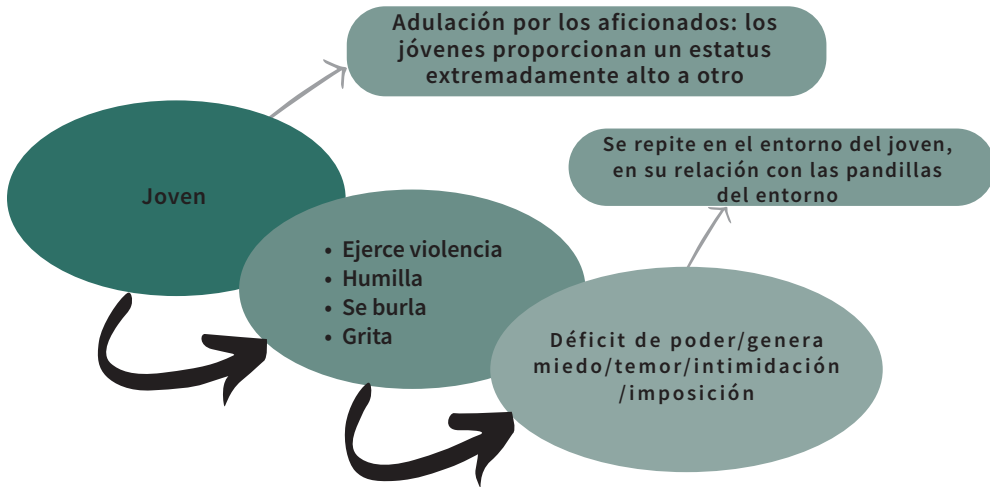 Adulación por los aficionados: los
jóvenes proporcionan un estatus
extremadamente alto a otro
Se repite en el entorno del joven,
en su relación con las pandillas
del entorno
Joven
• Ejerce violencia
• Humilla
• Se burla
• Grita
Déficit de poder/genera
miedo/temor/intimidación
/imposición